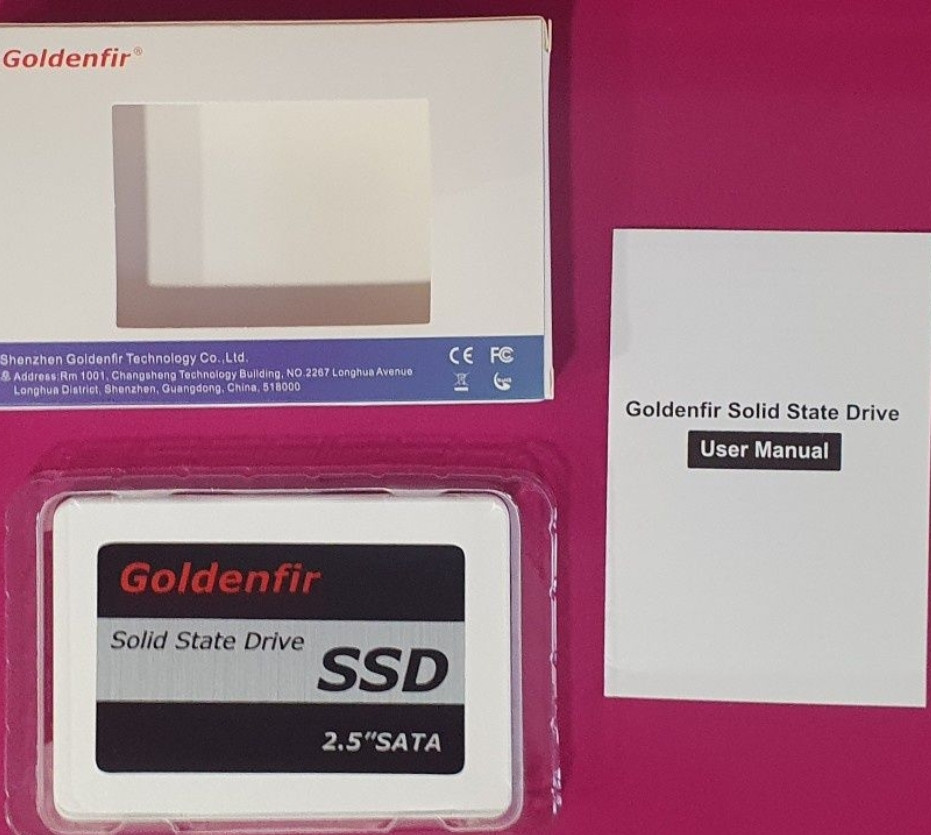 Goldenfir®
Shenzhen Goldenfir Technology Co.,Ltd.
Address:Rm 1001, Changsheng Technology Building, NO.2267 Longhua Avenue
Longhua District, Shenzhen, Guangdong, China, 518000
CE FC
Goldenfir Solid State Drive
User Manual
Goldenfir
Solid State Drive
SSD
2.5"SATA